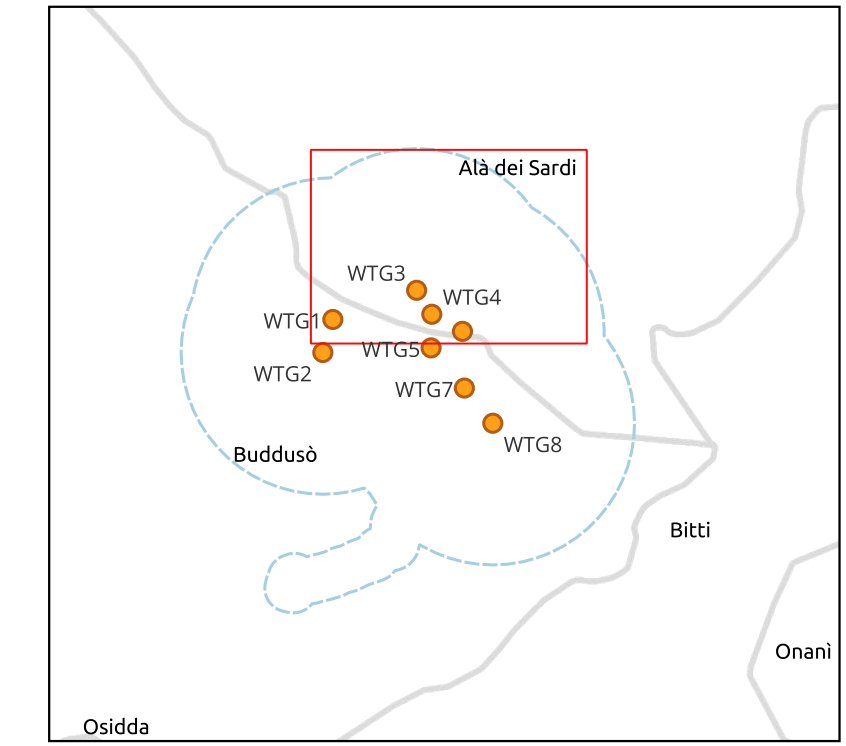 Alà dei Sardi
WTG3
WTG4
WTG1
WTG5
WTG2
WTG7
WTG8
Buddusò
Bitti
Onanì
Osidda